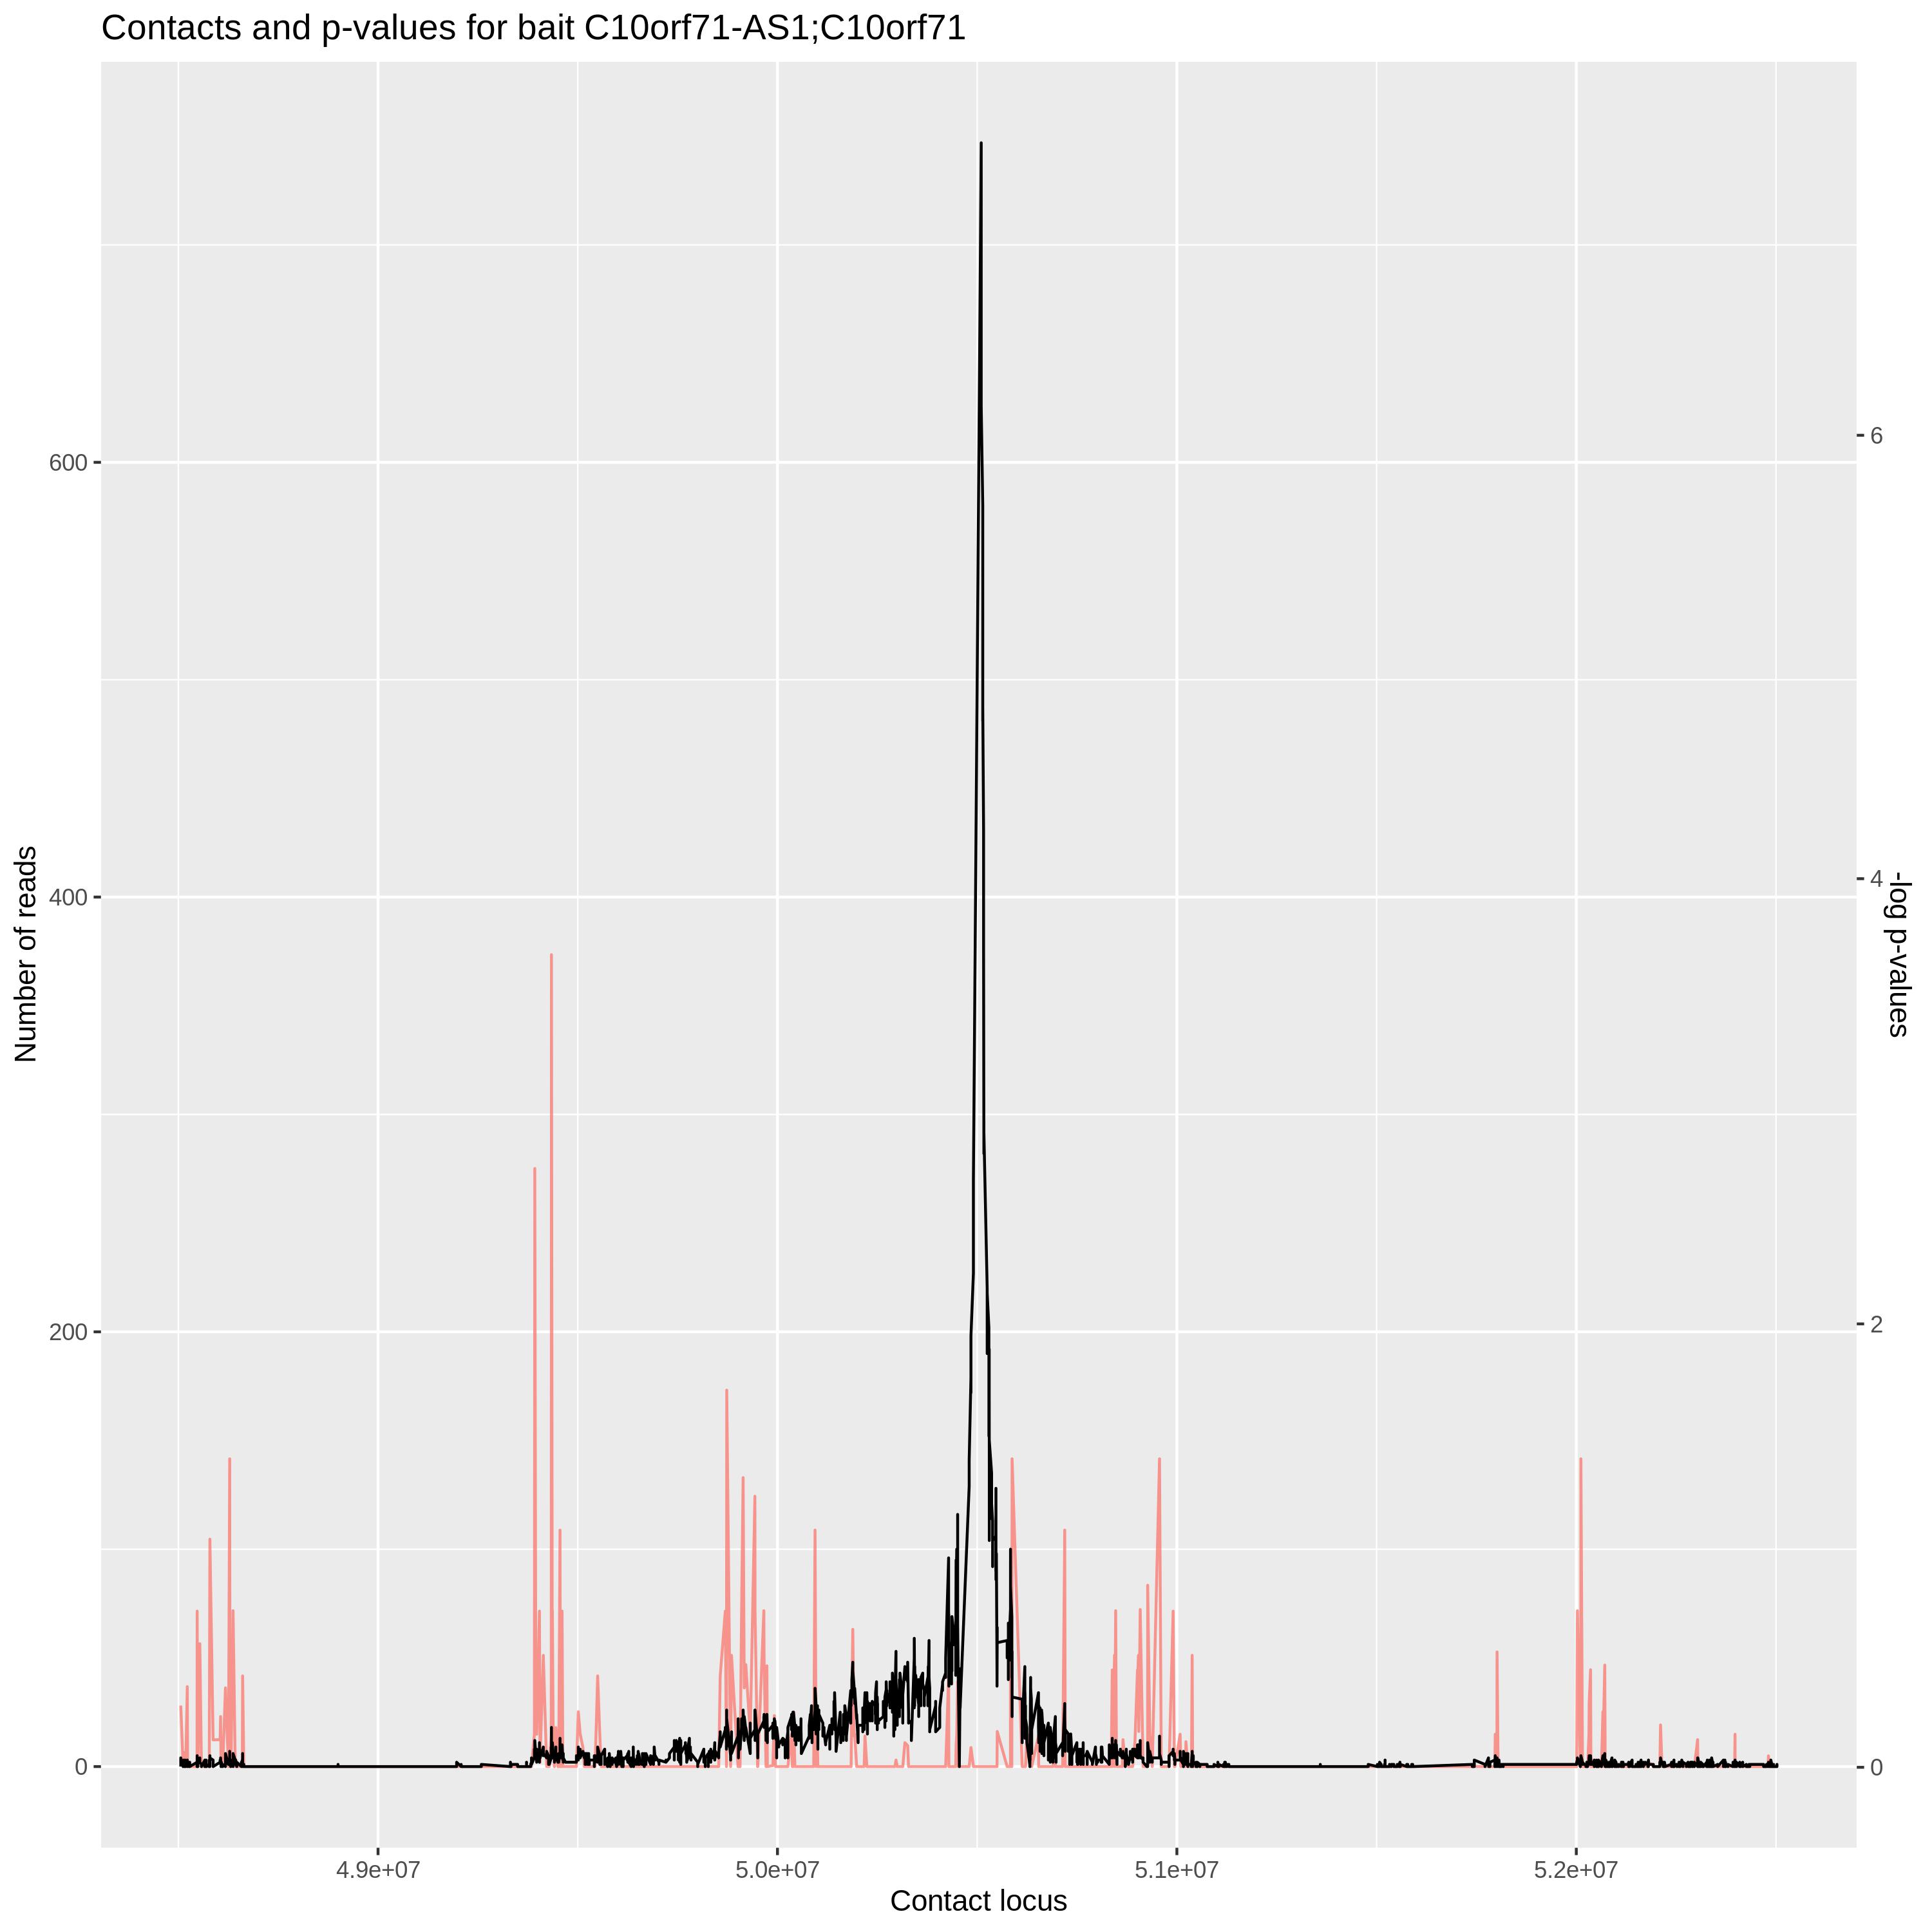 Contacts and p-values for bait C10orf71-AS1;C10orf71
Number of reads
600
400
200
0
6
4
2
0
-log p-values
4.9e+07
5.0e+07
5.1e+07
5.2e+07
Contact locus